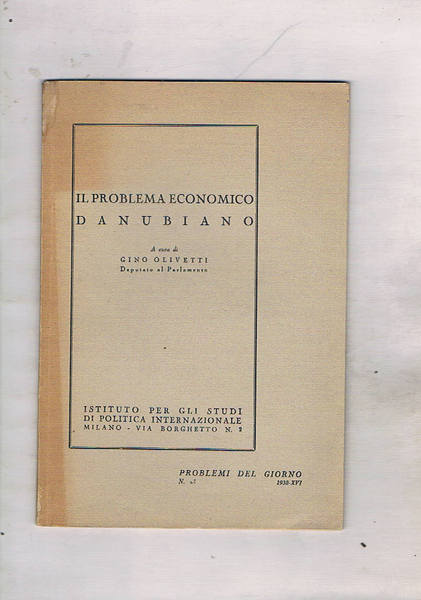 IL PROBLEMA ECONOMICO
DANUBIANO
A cura di
GINO OLIVETTI
Deputato al Parlamento
ISTITUTO PER GLI STUDI
DI POLITICA INTERNAZIONALE
MILANO - VIA BORGHETTO N. 2
PROBLEMI DEL GIORNO
N. 1938-XVI